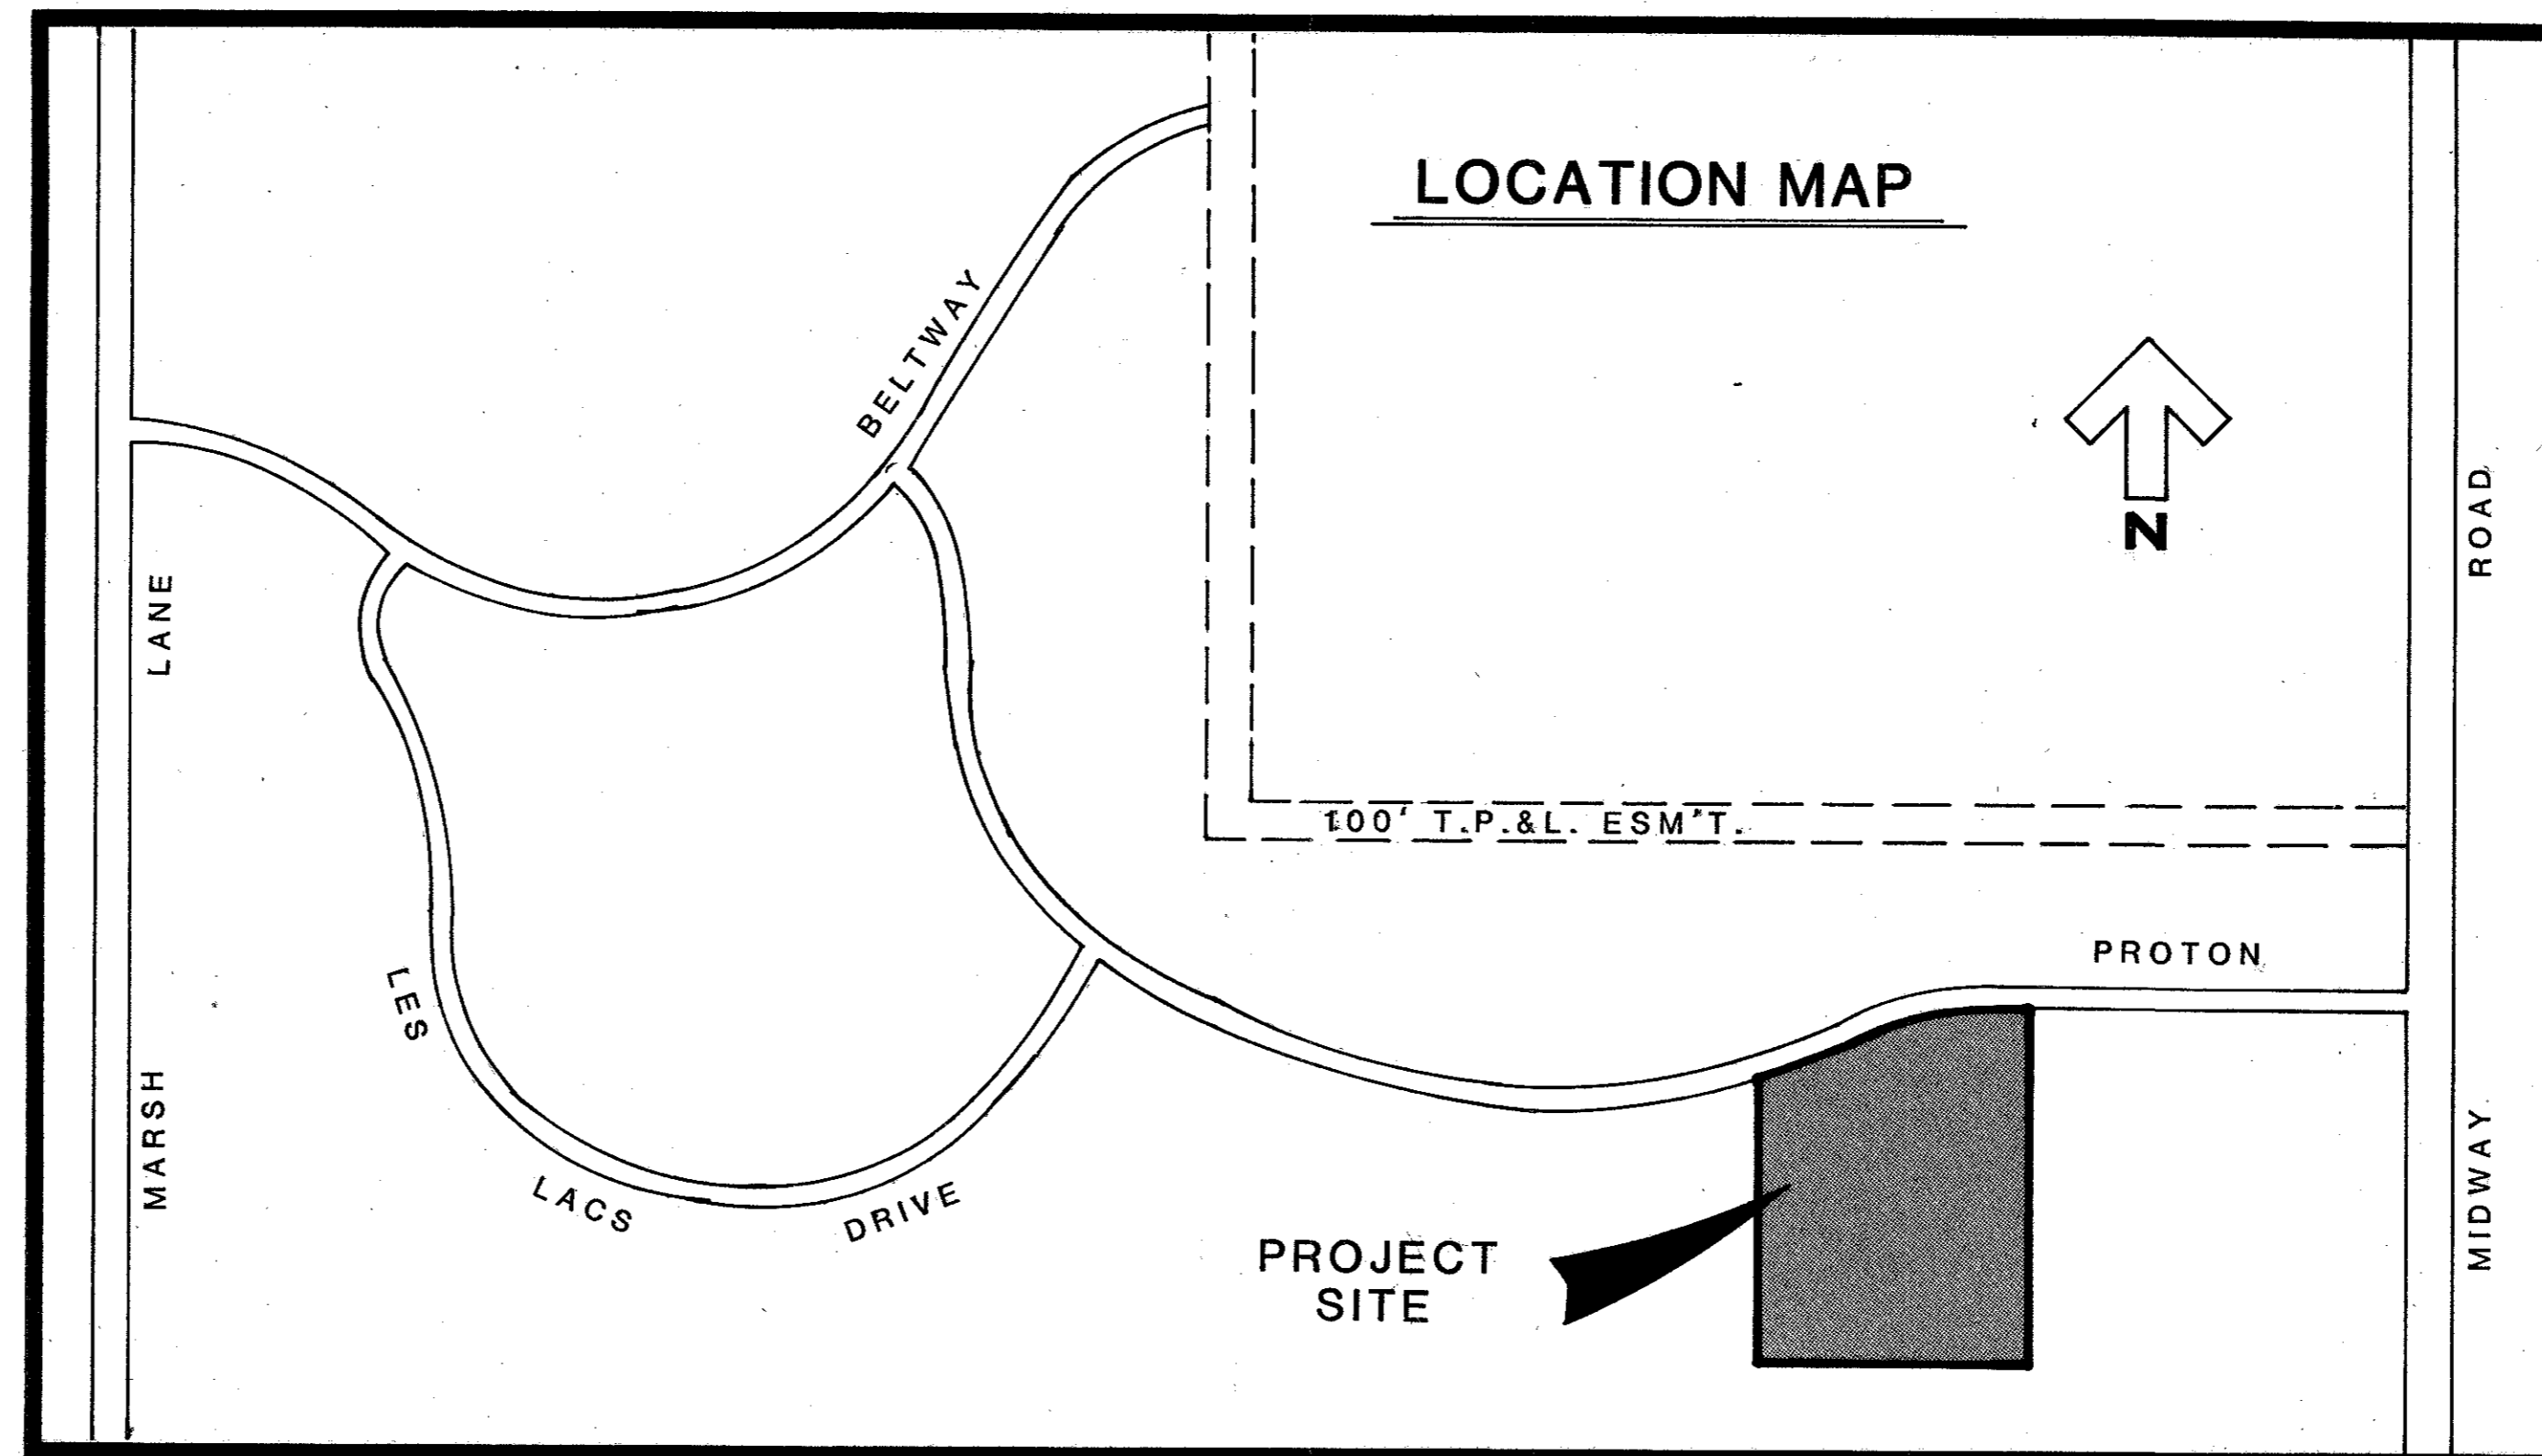 LOCATION MAP
BELTWAY
N
MARSH LANE
100' T.P.&L. ESM'T.
PROTON
MIDWAY ROAD
LES LACS DRIVE
PROJECT
SITE